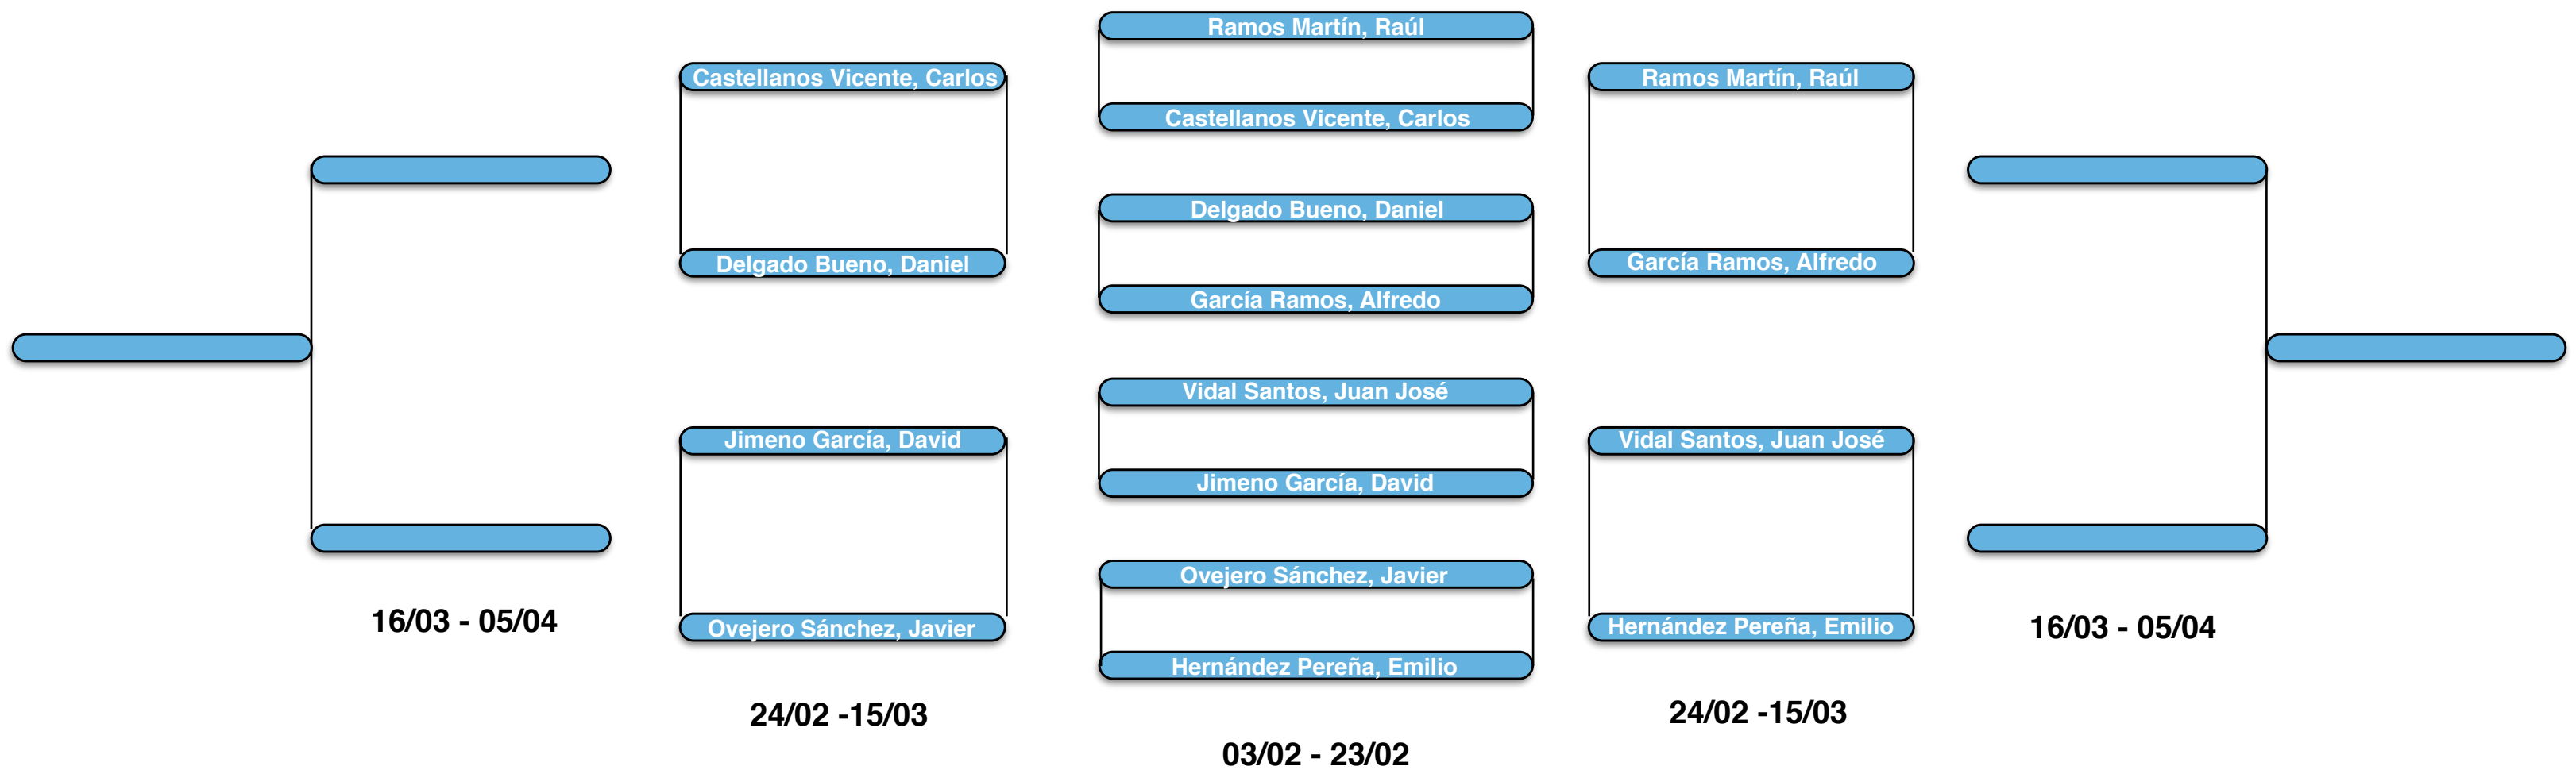 Ramos Martín, Raúl
Castellanos Vicente, Carlos
Ramos Martín, Raúl
Castellanos Vicente, Carlos
Delgado Bueno, Daniel
Delgado Bueno, Daniel
García Ramos, Alfredo
García Ramos, Alfredo
Vidal Santos, Juan José
Jimeno García, David
Vidal Santos, Juan José
Jimeno García, David
Ovejero Sánchez, Javier
16/03 - 05/04
Ovejero Sánchez, Javier
Hernández Pereña, Emilio
16/03 - 05/04
Hernández Pereña, Emilio
24/02 -15/03
24/02 -15/03
03/02 - 23/02